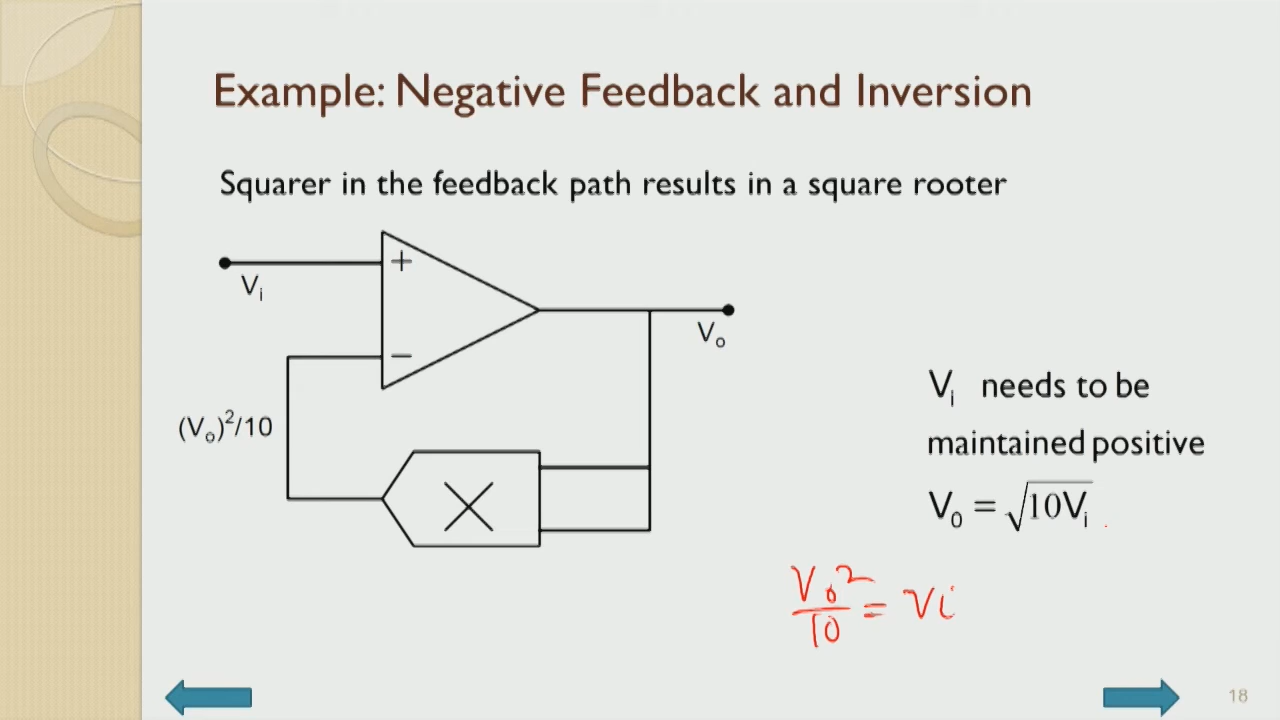 Example: Negative Feedback and Inversion
Squarer in the feedback path results in a square rooter
+
Vᵢ
−
Vₒ
(Vₒ)²/10
Vᵢ needs to be
maintained positive
V₀ = √10Vᵢ
V₀²/10 = Vi
18